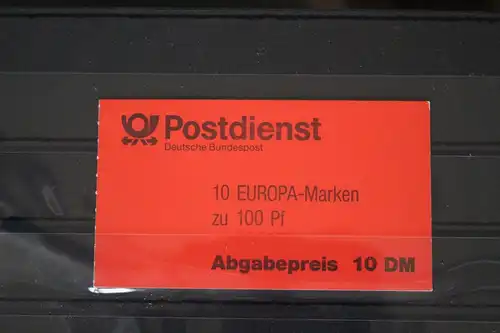 Postdienst
Deutsche Bundespost
10 EUROPA-Marken
zu 100 Pf
Abgabepreis 10 DM